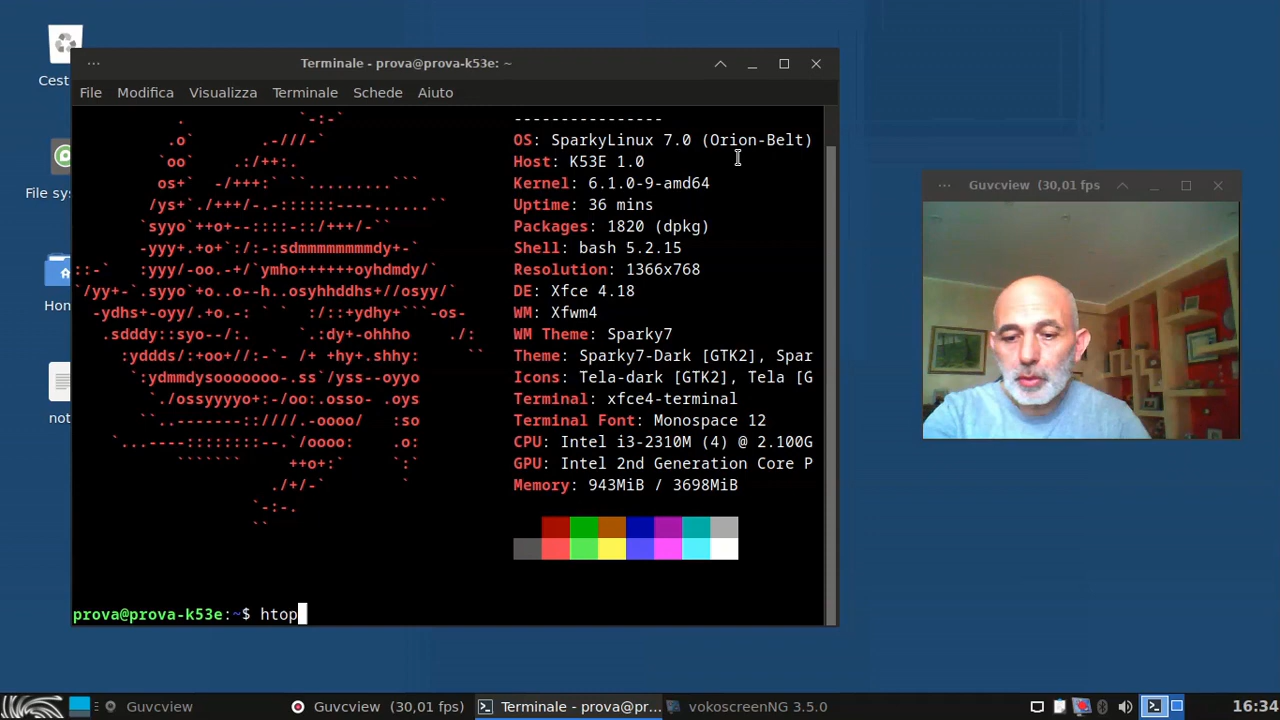 Cest
File sy
Hom
not
Terminale - prova@prova-k53e: ~
File Modifica Visualizza Terminale Schede Aiuto
----------------
OS: SparkyLinux 7.0 (Orion-Belt)
Host: K53E 1.0
Kernel: 6.1.0-9-amd64
Uptime: 36 mins
Packages: 1820 (dpkg)
Shell: bash 5.2.15
Resolution: 1366x768
DE: Xfce 4.18
WM: Xfwm4
WM Theme: Sparky7
Theme: Sparky7-Dark [GTK2], Spar
Icons: Tela-dark [GTK2], Tela [G
Terminal: xfce4-terminal
Terminal Font: Monospace 12
CPU: Intel i3-2310M (4) @ 2.100G
GPU: Intel 2nd Generation Core P
Memory: 943MiB / 3698MiB
prova@prova-k53e:~$ htop
Guvcview (30,01 fps
Guvcview
Guvcview (30,01 fps)
Terminale - prova@pr...
vokoscreenNG 3.5.0
16:34